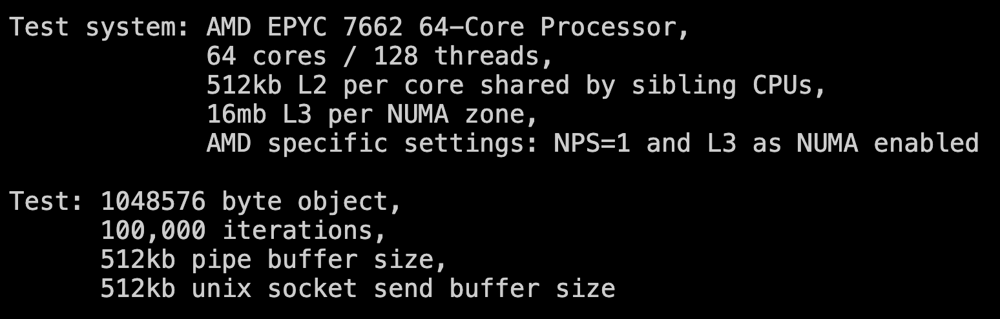 Test system: AMD EPYC 7662 64-Core Processor,
64 cores / 128 threads,
512kb L2 per core shared by sibling CPUs,
16mb L3 per NUMA zone,
AMD specific settings: NPS=1 and L3 as NUMA enabled
Test: 1048576 byte object,
100,000 iterations,
512kb pipe buffer size,
512kb unix socket send buffer size